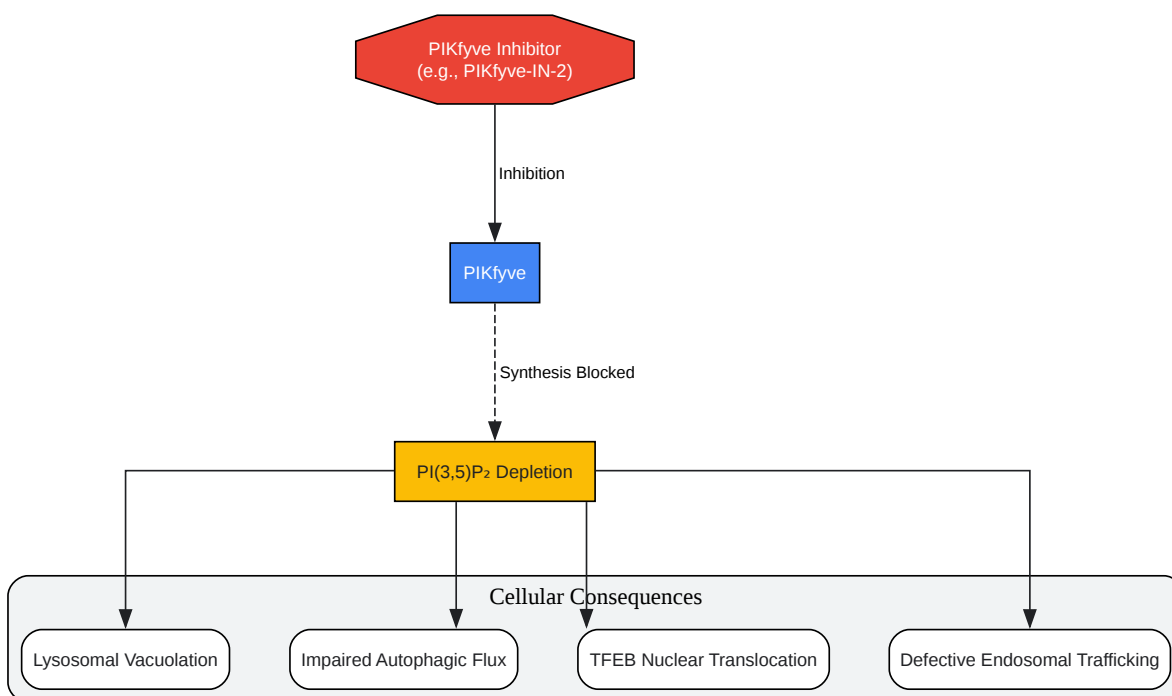 PIKfyve Inhibitor
(e.g., PIKfyve-IN-2)
Inhibition
PIKfyve
Synthesis Blocked
PI(3,5)P₂ Depletion
Cellular Consequences
Lysosomal Vacuolation
Impaired Autophagic Flux
TFEB Nuclear Translocation
Defective Endosomal Trafficking